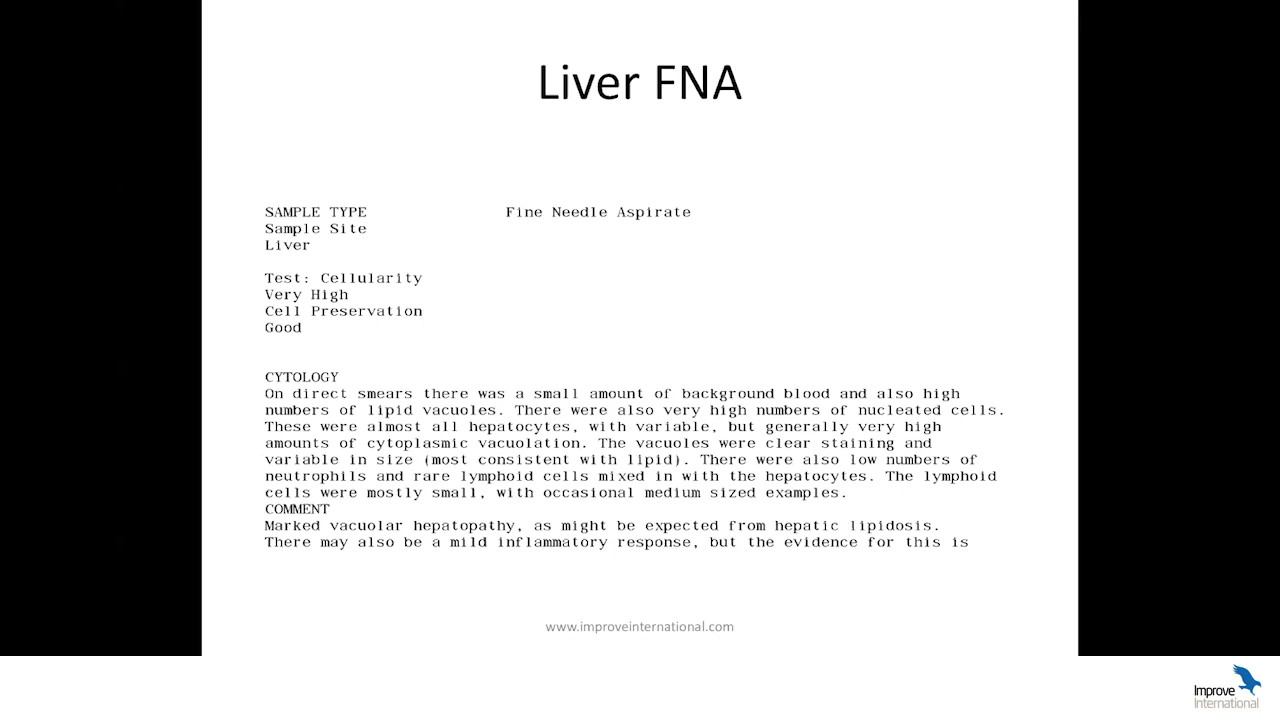 Liver FNA
SAMPLE TYPE Fine Needle Aspirate
Sample Site
Liver
Test: Cellularity
Very High
Cell Preservation
Good
CYTOLOGY
On direct smears there was a small amount of background blood and also high
numbers of lipid vacuoles. There were also very high numbers of nucleated cells.
These were almost all hepatocytes, with variable, but generally very high
amounts of cytoplasmic vacuolation. The vacuoles were clear staining and
variable in size (most consistent with lipid). There were also low numbers of
neutrophils and rare lymphoid cells mixed in with the hepatocytes. The lymphoid
cells were mostly small, with occasional medium sized examples.
COMMENT
Marked vacuolar hepatopathy, as might be expected from hepatic lipidosis.
There may also be a mild inflammatory response, but the evidence for this is
www.improveinternational.com
Improve
International